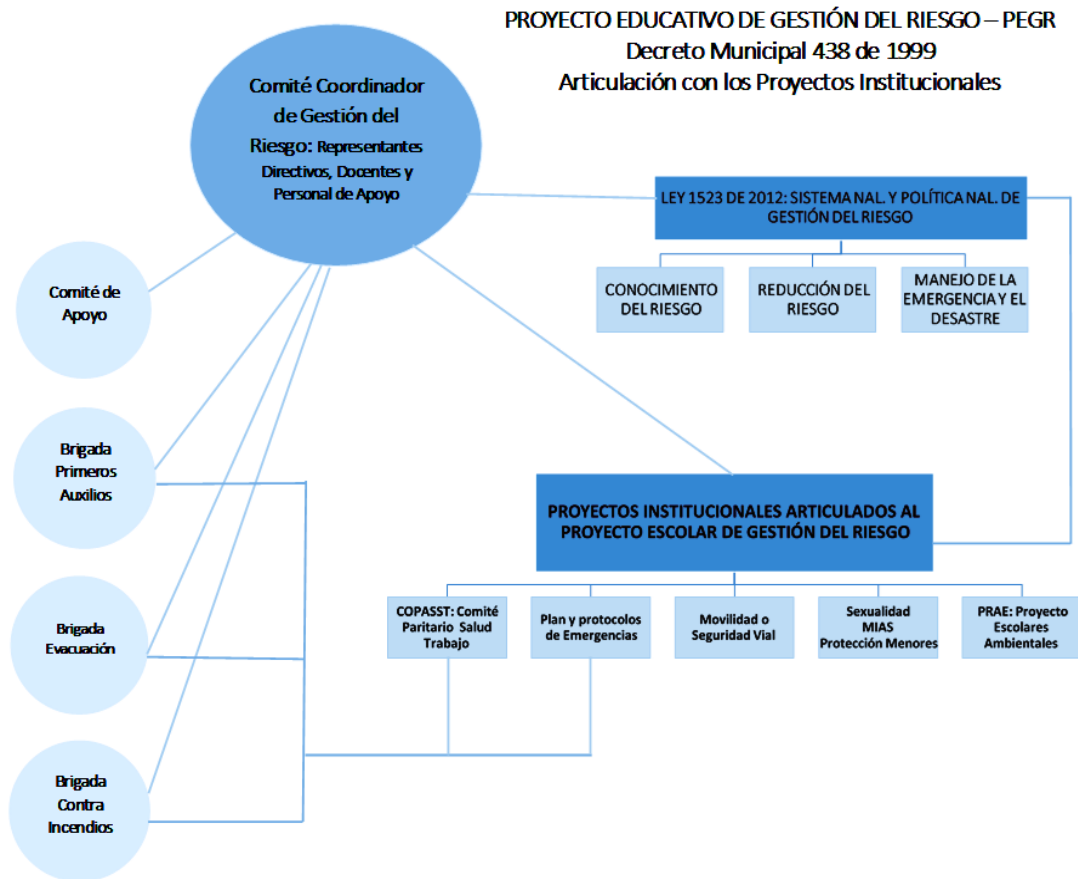 PROYECTO EDUCATIVO DE GESTIÓN DEL RIESGO – PEGR
Decreto Municipal 438 de 1999
Articulación con los Proyectos Institucionales
Comité Coordinador
de Gestión del
Riesgo: Representantes
Directivos, Docentes y
Personal de Apoyo
LEY 1523 DE 2012: SISTEMA NAL. Y POLÍTICA NAL. DE
GESTIÓN DEL RIESGO
CONOCIMIENTO
DEL RIESGO
REDUCCIÓN DEL
RIESGO
MANEJO DE LA
EMERGENCIA Y EL
DESASTRE
Comité de
Apoyo
Brigada
Primeros
Auxilios
Brigada
Evacuación
Brigada
Contra
Incendios
PROYECTOS INSTITUCIONALES ARTICULADOS AL
PROYECTO ESCOLAR DE GESTIÓN DEL RIESGO
COPASST: Comité
Paritario Salud
Trabajo
Plan y protocolos
de Emergencias
Movilidad o
Seguridad Vial
Sexualidad
MIAS
Protección Menores
PRAE: Proyecto
Escolares
Ambientales